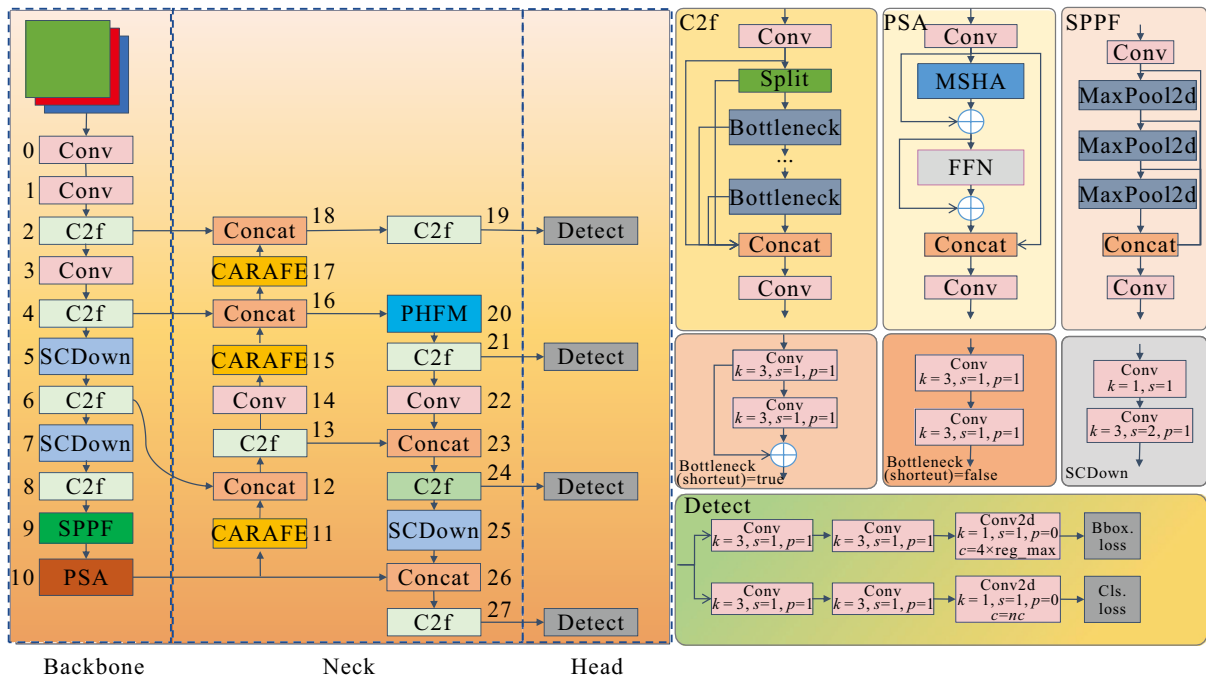 0
Conv
1
Conv
2
C2f
3
Conv
4
C2f
5
SCDown
6
C2f
7
SCDown
8
C2f
9
SPPF
10
PSA
Concat
18
CARAFE
17
Concat
16
CARAFE
15
Conv
14
C2f
13
Concat
12
CARAFE
11
C2f
19
PHFM
20
C2f
21
Conv
22
Concat
23
C2f
24
SCDown
25
Concat
26
C2f
27
Detect
Detect
Detect
Detect
Backbone
Neck
Head
C2f
Conv
Split
Bottleneck
...
Bottleneck
Concat
Conv
PSA
Conv
MSHA
FFN
Concat
Conv
SPPF
Conv
MaxPool2d
MaxPool2d
MaxPool2d
Concat
Conv
Conv
k = 3, s=1, p=1
Conv
k = 3, s=1, p=1
Bottleneck
(shorteut)=true
Conv
k = 3, s=1, p=1
Conv
k = 3, s=1, p=1
Bottleneck
(shorteut)=false
Conv
k = 1, s=1
Conv
k = 3, s=2, p=1
SCDown
Detect
Conv
k = 3, s=1, p=1
Conv
k = 3, s=1, p=1
Conv2d
k = 1, s=1, p=0
c=4×reg_max
Bbox.
loss
Conv
k = 3, s=1, p=1
Conv
k = 3, s=1, p=1
Conv2d
k = 1, s=1, p=0
c=nc
Cls.
loss